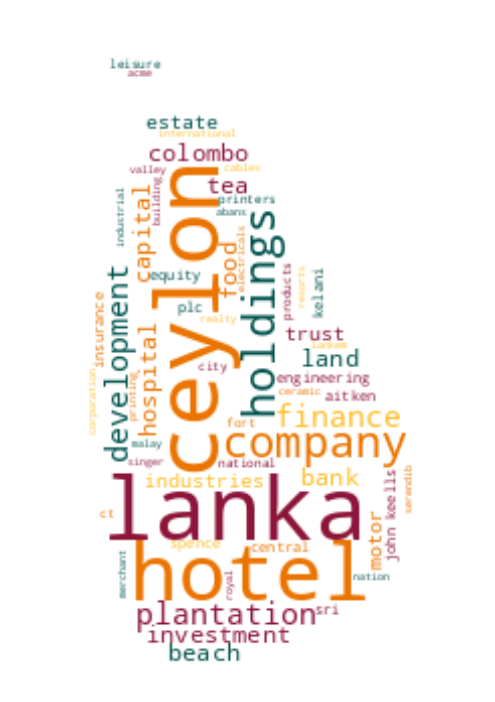 leisure
acme
estate
international
colombo
valley
cables
tea
building
printers
abans
industrial
capital
ceylon
holdings
food
electricals
equity
development
plc
realty
products
resorts
kelani
insurance
hospital
trust
lankem
land
city
engineering
ceramic
aitken
corporation
printing
finance
fort
company
malay
singer
national
industries
bank
serendib
john keells
lanka
ct
motor
spence
central
hotel
merchant
royal
nation
plantation
sri
investment
beach